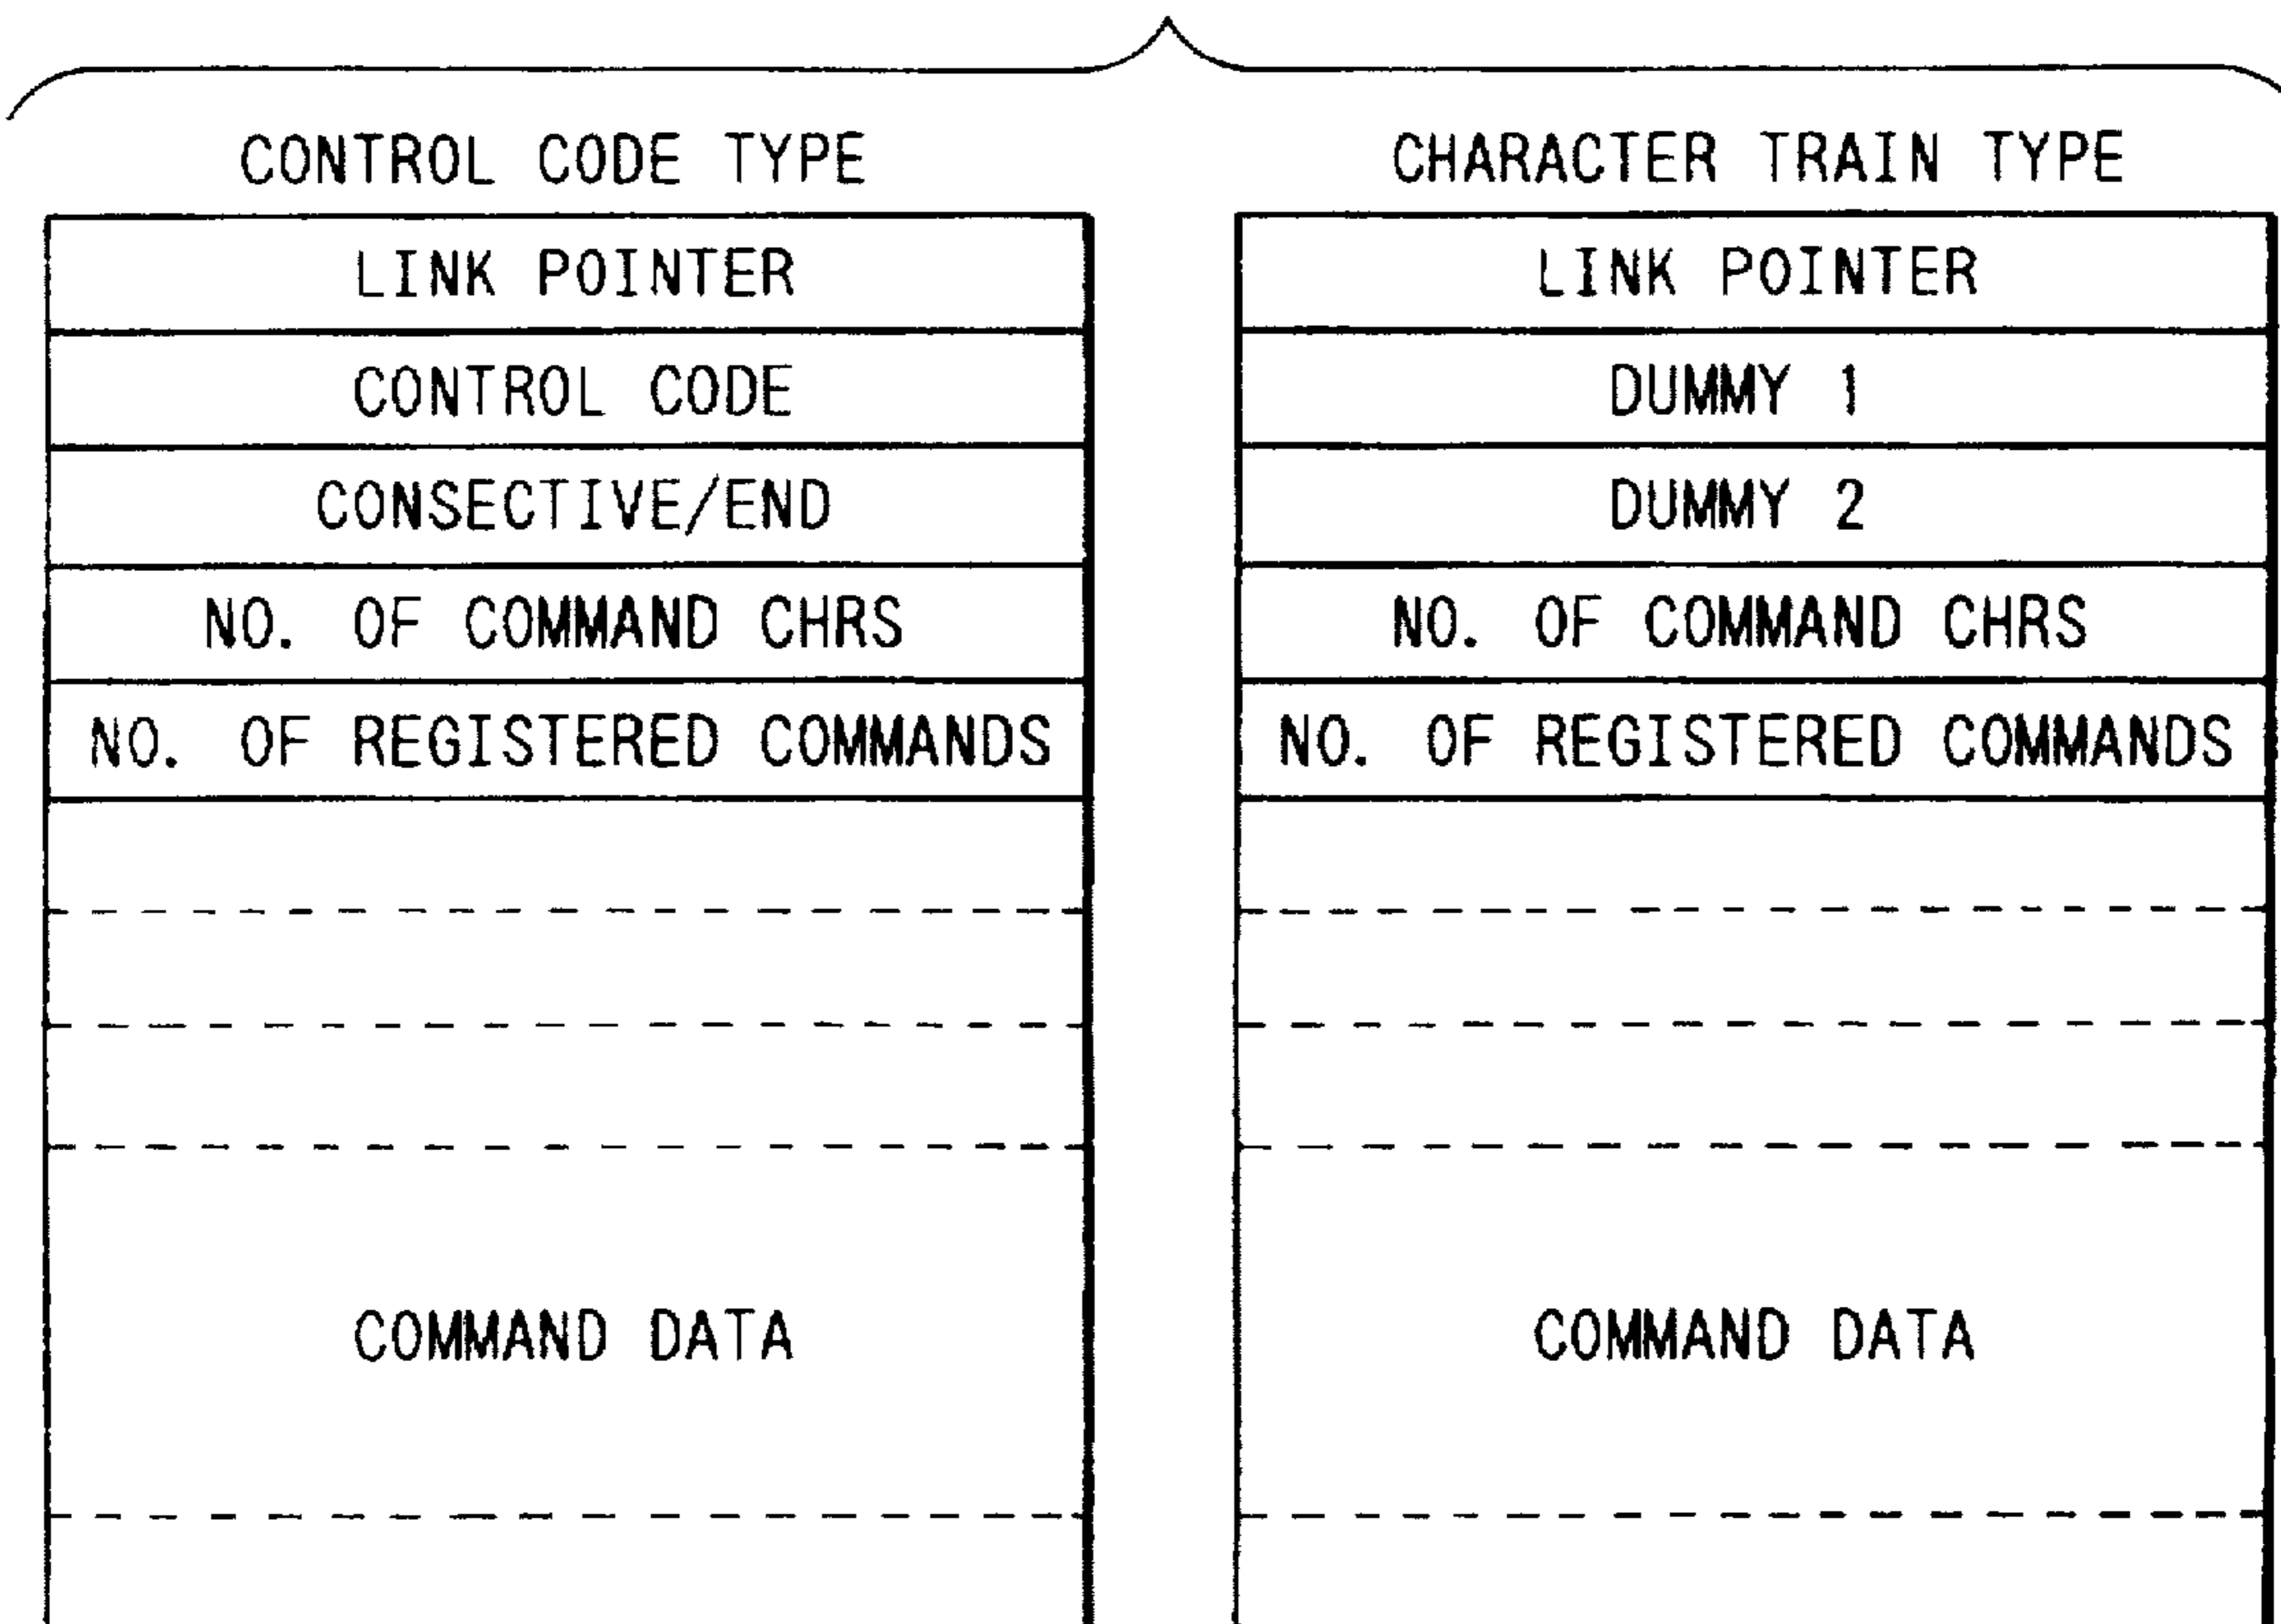 CONTROL CODE TYPE
LINK POINTER
CONTROL CODE
CONSECTIVE/END
NO. OF COMMAND CHRS
NO. OF REGISTERED COMMANDS
COMMAND DATA
CHARACTER TRAIN TYPE
LINK POINTER
DUMMY 1
DUMMY 2
NO. OF COMMAND CHRS
NO. OF REGISTERED COMMANDS
COMMAND DATA